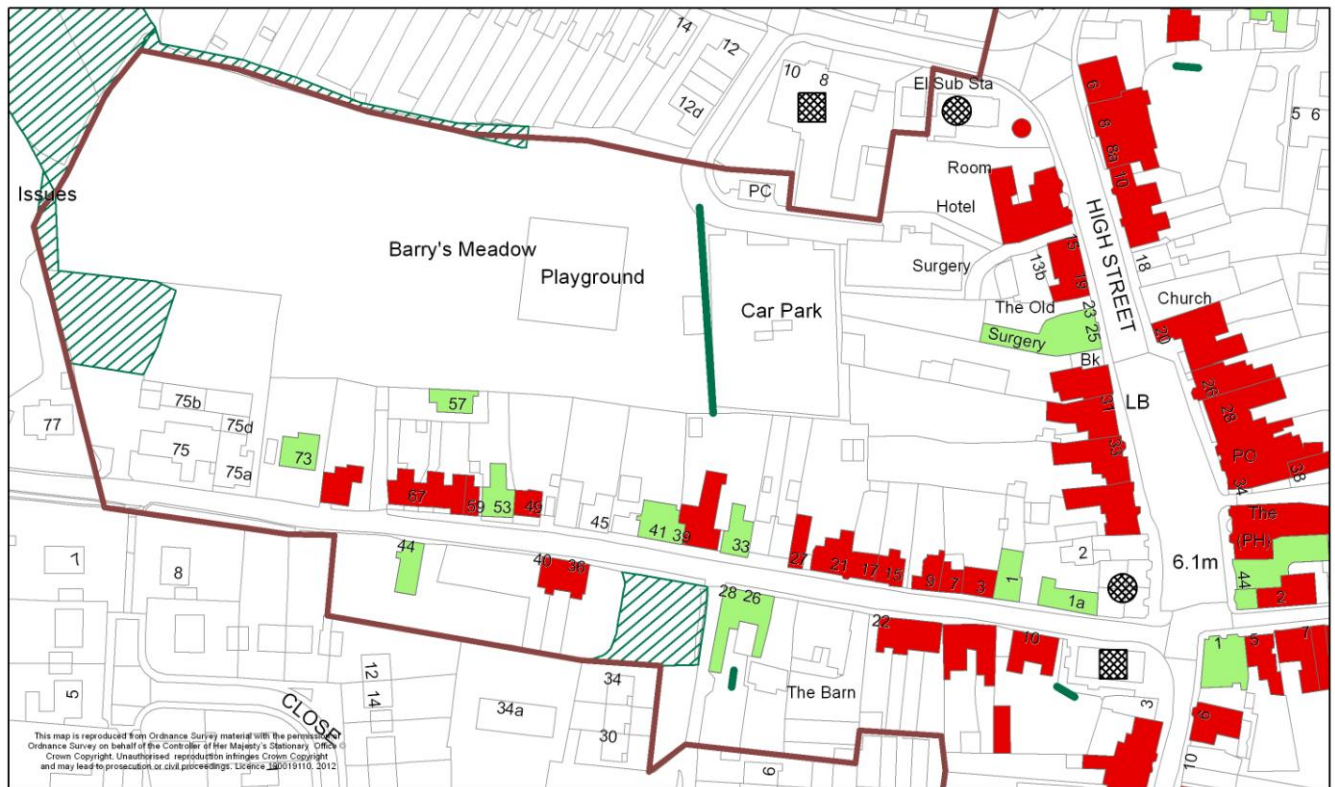 14
12
10
8
12d
El Sub Sta
6
8
8a
10
5
6
Issues
Room
PC
Hotel
Barry's Meadow
Playground
Surgery
13b
15
19
HIGH STREET
18
Car Park
The Old
Surgery
23
25
Church
20
Bk
LB
31
33
26
28
PO
38
34
77
75b
75d
75
75a
73
57
67
59
53
49
45
41
39
33
27
21
17
15
9
7
3
1
1a
2
6.1m
The
(PH)
44
2
7
8
44
40
36
28
26
22
10
The Barn
3
1
5
7
9
10
5
12
14
CLOSE
34
34a
30
6
This map is reproduced from Ordnance Survey material with the permission of
Ordnance Survey on behalf of the Controller of Her Majesty's Stationary Office ©
Crown Copyright. Unauthorised reproduction infringes Crown Copyright
and may lead to prosecution or civil proceedings. Licence 100019110. 2012